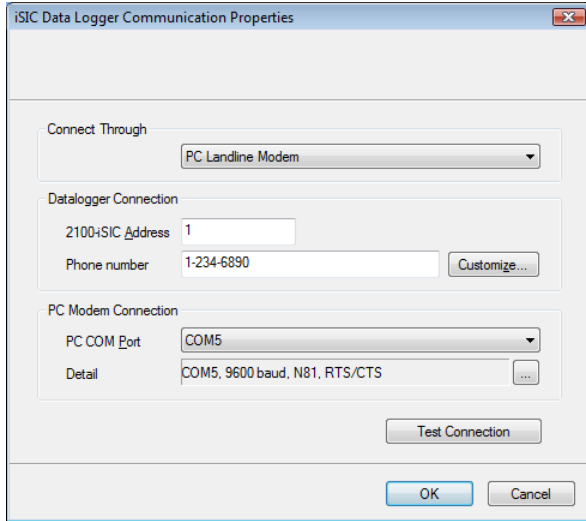 iSIC Data Logger Communication Properties
Connect Through
PC Landline Modem
Datalogger Connection
2100-iSIC Address 1
Phone number 1-234-6890 Customize...
PC Modem Connection
PC COM Port COM5
Detail COM5, 9600 baud, N81, RTS/CTS ...
Test Connection
OK Cancel